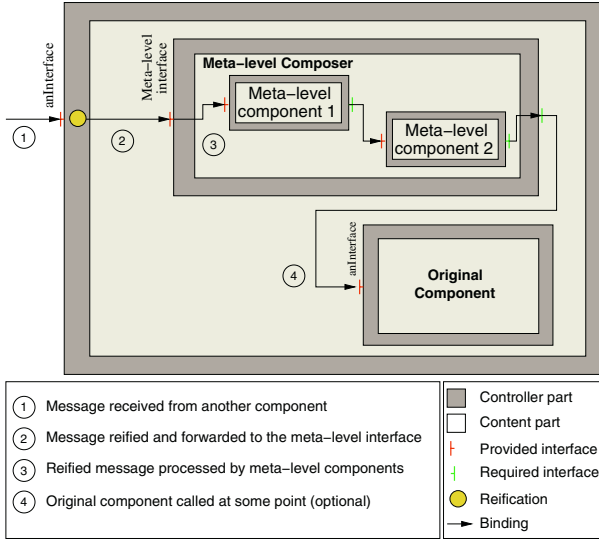 anInterface
Meta-level
interface
Meta-level Composer
Meta-level
component 1
Meta-level
component 2
1
2
3
4
anInterface
Original
Component
1 Message received from another component
2 Message reified and forwarded to the meta-level interface
3 Reified message processed by meta-level components
4 Original component called at some point (optional)
Controller part
Content part
Provided interface
Required interface
Reification
Binding